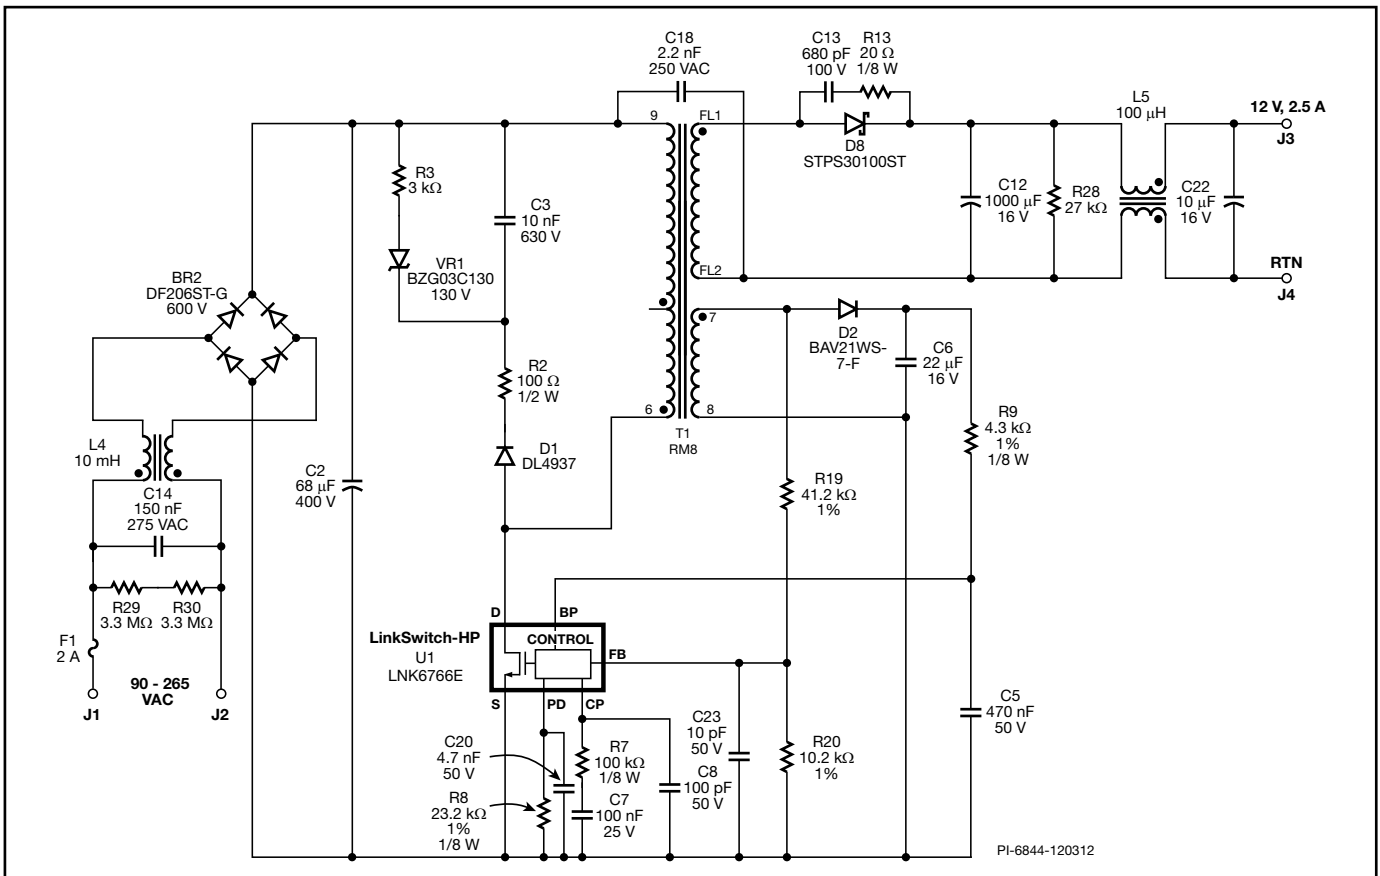 C18
2.2 nF
250 VAC
C13
680 pF
100 V
R13
20 Ω
1/8 W
L5
100 µH
12 V, 2.5 A
J3
9
FL1
D8
STPS30100ST
R3
3 kΩ
C3
10 nF
630 V
C12
1000 µF
16 V
R28
27 kΩ
C22
10 µF
16 V
VR1
BZG03C130
130 V
FL2
RTN
J4
BR2
DF206ST-G
600 V
7
D2
BAV21WS-
7-F
C6
22 µF
16 V
R2
100 Ω
1/2 W
6
8
T1
RM8
R9
4.3 kΩ
1%
1/8 W
L4
10 mH
D1
DL4937
C2
68 µF
400 V
R19
41.2 kΩ
1%
C14
150 nF
275 VAC
R29
3.3 MΩ
R30
3.3 MΩ
F1
2 A
90 - 265
VAC
J1
J2
D
BP
LinkSwitch-HP
U1
LNK6766E
CONTROL
FB
S
PD
CP
C5
470 nF
50 V
C23
10 pF
50 V
R20
10.2 kΩ
1%
C20
4.7 nF
50 V
R7
100 kΩ
1/8 W
C8
100 pF
50 V
R8
23.2 kΩ
1%
1/8 W
C7
100 nF
25 V
PI-6844-120312